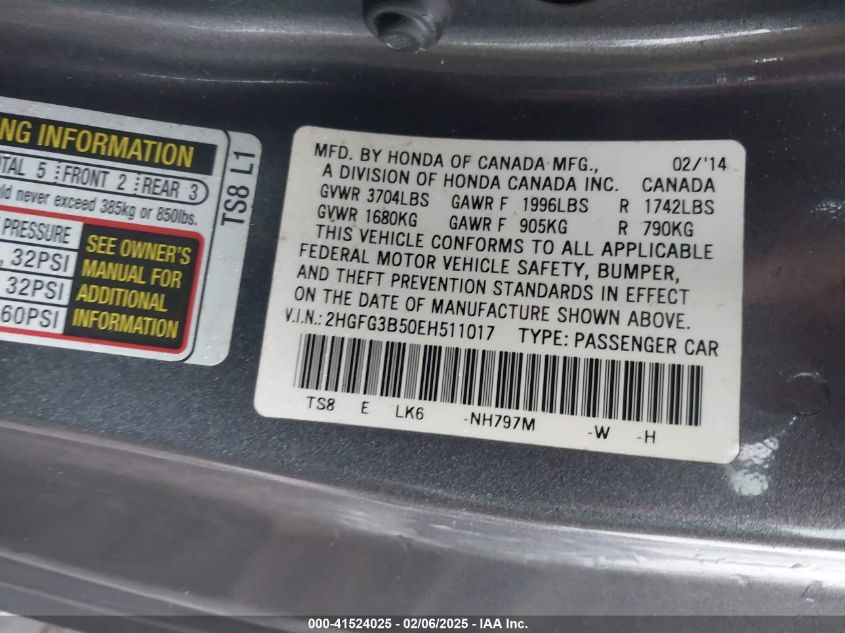 NG INFORMATION
TAL 5 FRONT 2 REAR 3
ld never exceed 385kg or 850lbs.
PRESSURE
, 32PSI
32PSI
60PSI
SEE OWNER'S
MANUAL FOR
ADDITIONAL
INFORMATION
TS8 L1
MFD. BY HONDA OF CANADA MFG., 02/'14
A DIVISION OF HONDA CANADA INC. CANADA
GVWR 3704LBS GAWR F 1996LBS R 1742LBS
GVWR 1680KG GAWR F 905KG R 790KG
THIS VEHICLE CONFORMS TO ALL APPLICABLE
FEDERAL MOTOR VEHICLE SAFETY, BUMPER,
AND THEFT PREVENTION STANDARDS IN EFFECT
ON THE DATE OF MANUFACTURE SHOWN ABOVE.
V.I.N.: 2HGFG3B50EH511017 TYPE: PASSENGER CAR
TS8 E LK6 -NH797M -W -H
000-41524025 - 02/06/2025 - IAA Inc.